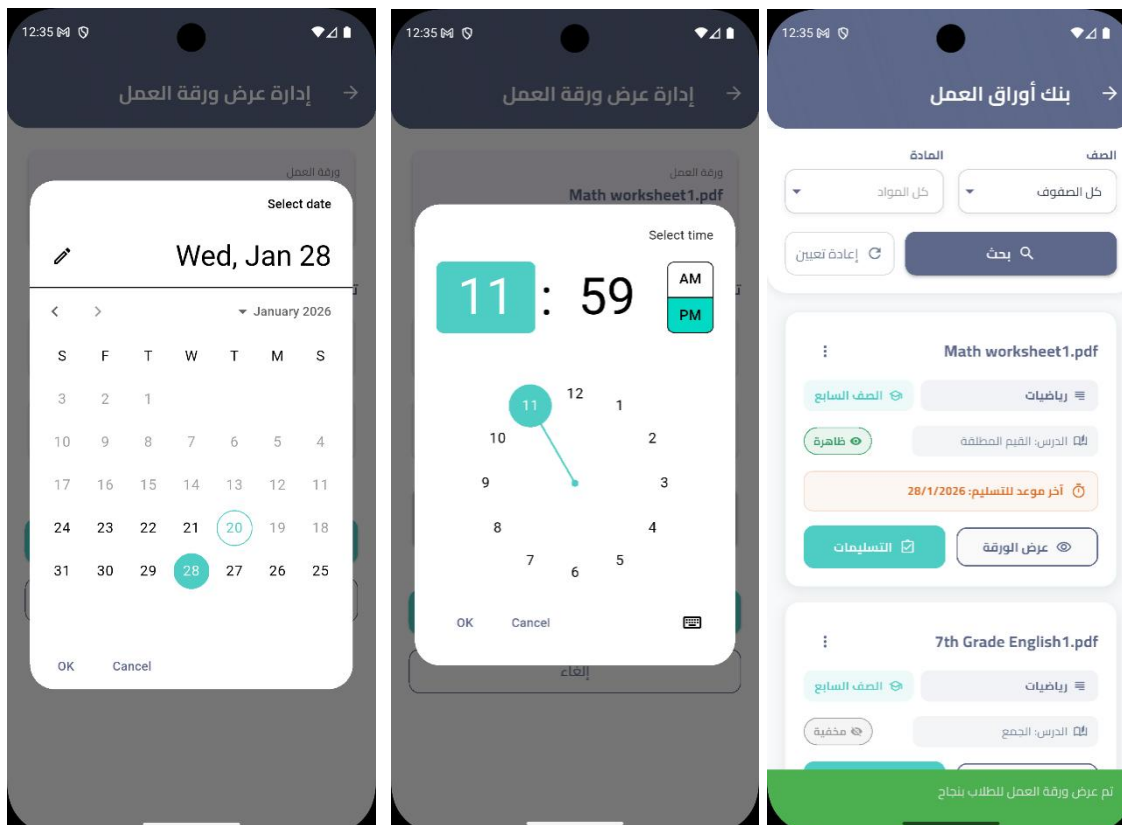 12:35
إدارة عرض ورقة العمل
ورقة العمل
Select date
Wed, Jan 28
January 2026
S M T W T F S
1 2 3
4 5 6 7 8 9 10
11 12 13 14 15 16 17
18 19 20 21 22 23 24
25 26 27 28 29 30 31
OK Cancel
12:35
إدارة عرض ورقة العمل
ورقة العمل
Math worksheet1.pdf
Select time
11 : 59
AM
PM
12
1
2
3
4
5
6
7
8
9
10
11
OK Cancel
إلغاء
12:35
بنك أوراق العمل
الصف المادة
كل الصفوف كل المواد
بحث إعادة تعيين
Math worksheet1.pdf
رياضيات الصف السابع
الدرس: القيم المطلقة ظاهرة
آخر موعد للتسليم: 28/1/2026
عرض الورقة التسليمات
7th Grade English1.pdf
رياضيات الصف السابع
الدرس: الجمع مخفية
تم عرض ورقة العمل للطلاب بنجاح